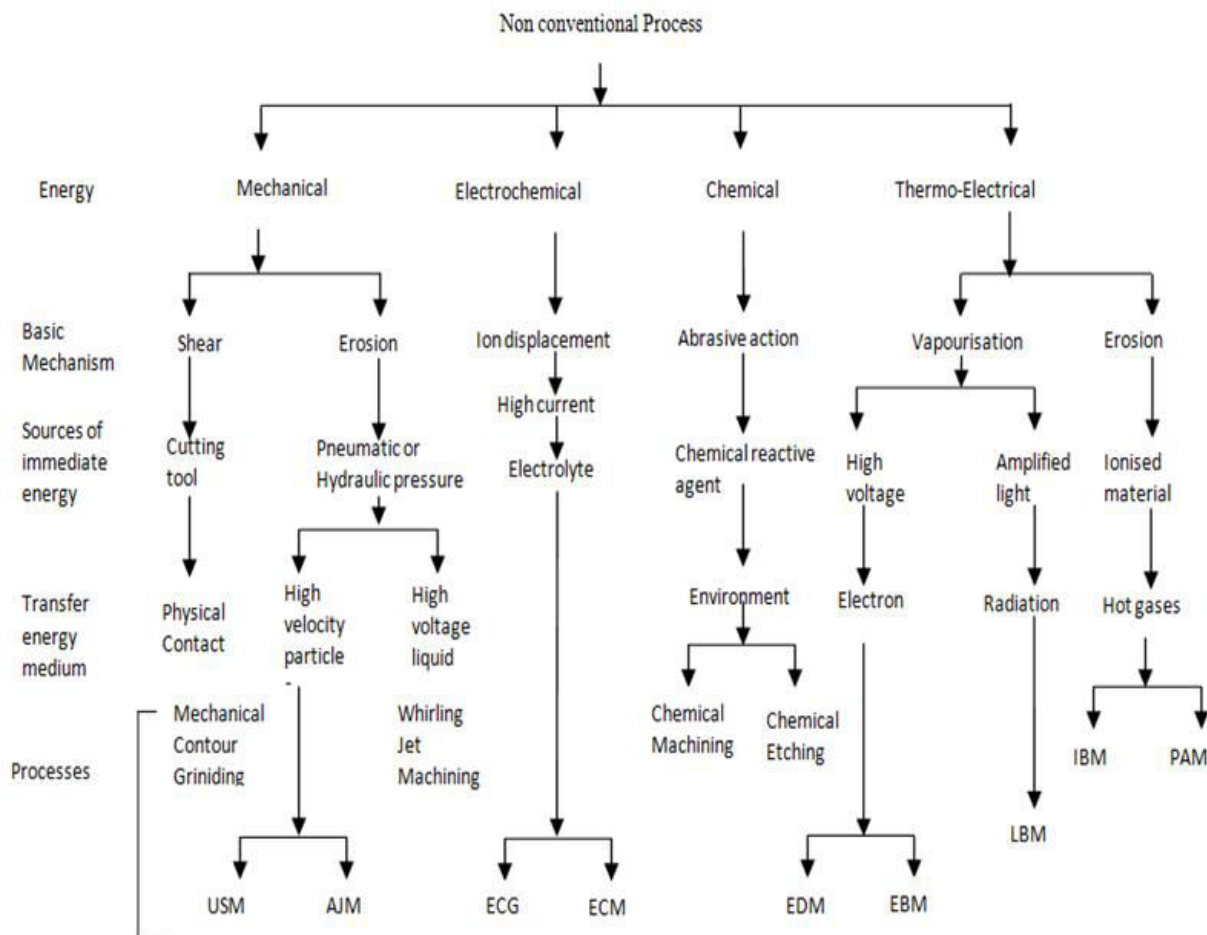 Non conventional Process
Energy
Mechanical
Electrochemical
Chemical
Thermo-Electrical
Basic
Mechanism
Shear
Erosion
Ion displacement
Abrasive action
Vapourisation
Erosion
High current
Sources of
immediate
energy
Cutting
tool
Pneumatic or
Hydraulic pressure
Electrolyte
Chemical reactive
agent
High
voltage
Amplified
light
Ionised
material
Transfer
energy
medium
Physical
Contact
High
velocity
particle
High
voltage
liquid
Environment
Electron
Radiation
Hot gases
Processes
Mechanical
Contour
Griniding
Whirling
Jet
Machining
Chemical
Machining
Chemical
Etching
IBM
PAM
LBM
USM
AJM
ECG
ECM
EDM
EBM